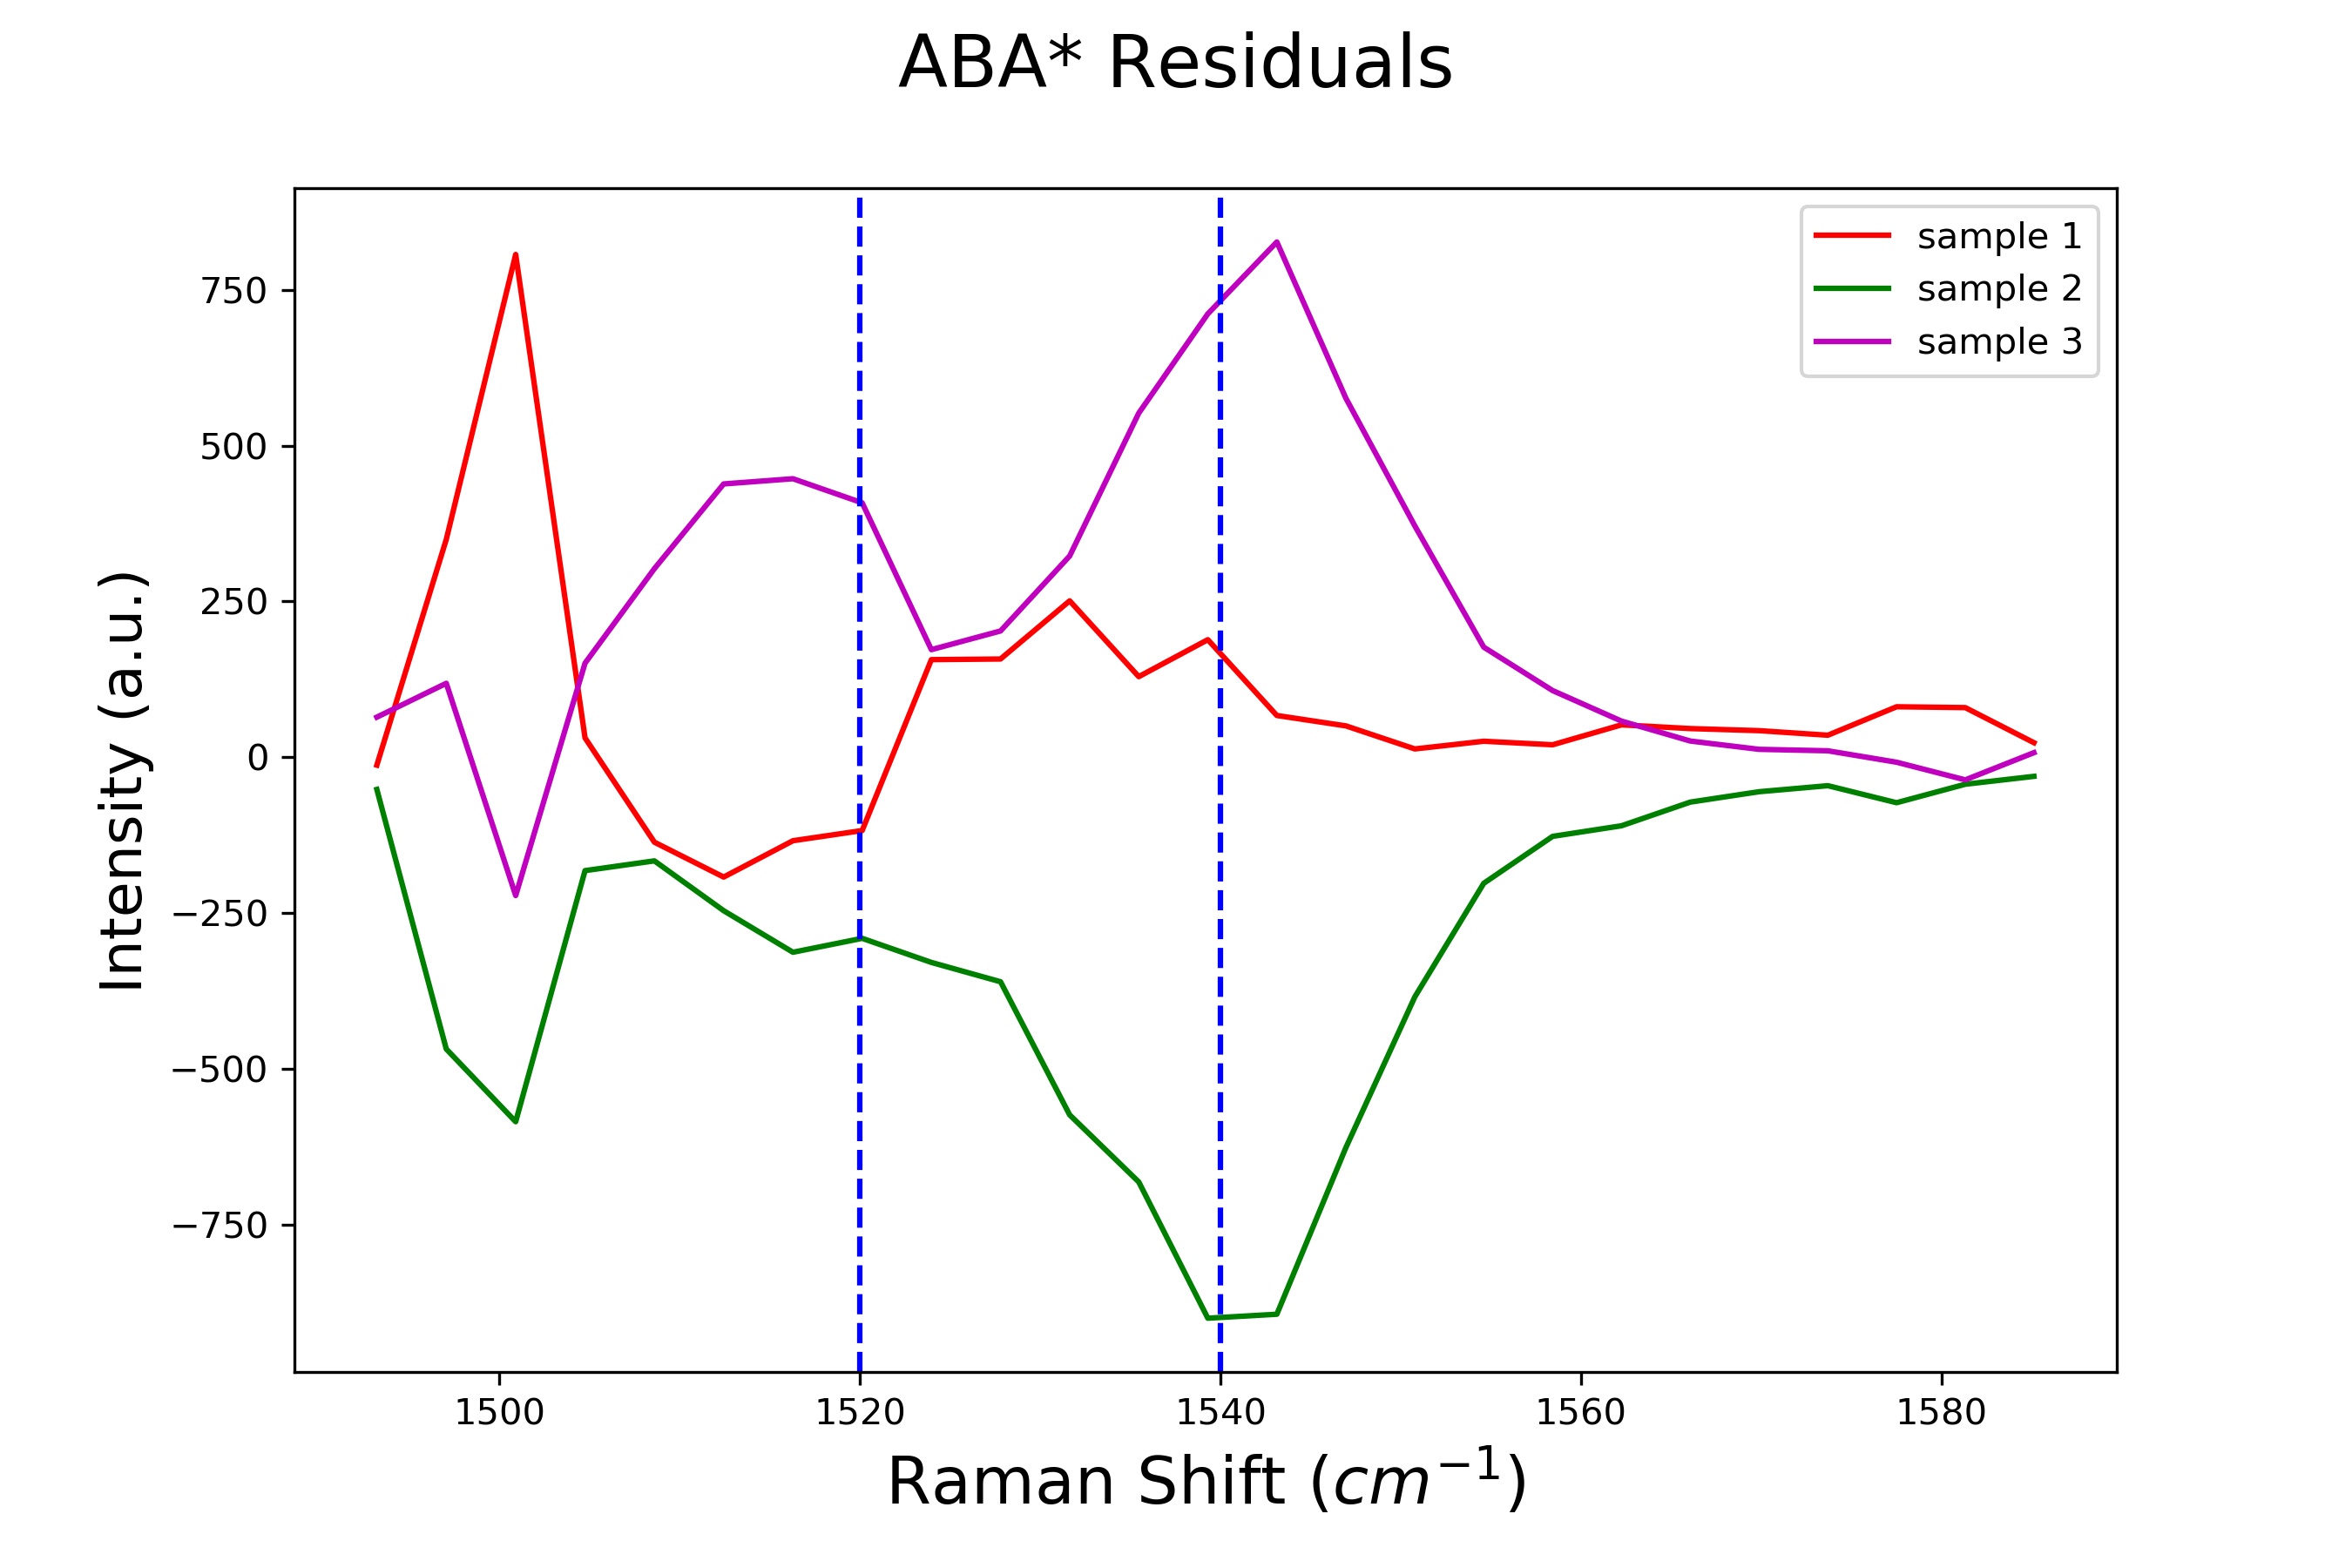 ABA* Residuals
sample 1
sample 2
sample 3
750
500
250
0
−250
−500
−750
Intensity (a.u.)
1500 1520 1540 1560 1580
Raman Shift (cm⁻¹)